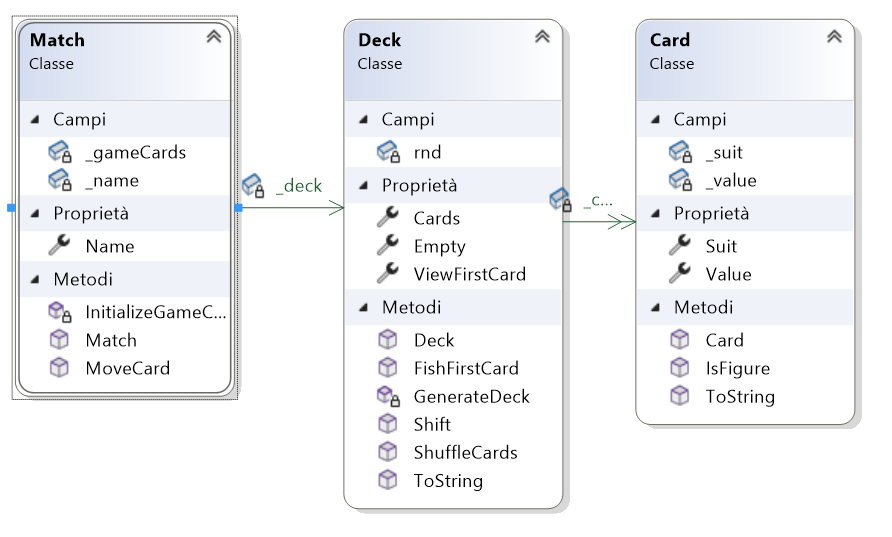 Match
Classe
Campi
_gameCards
_name
Proprietà
Name
Metodi
InitializeGameC...
Match
MoveCard
_deck
Deck
Classe
Campi
rnd
Proprietà
Cards
Empty
ViewFirstCard
Metodi
Deck
FishFirstCard
GenerateDeck
Shift
ShuffleCards
ToString
_c...
Card
Classe
Campi
_suit
_value
Proprietà
Suit
Value
Metodi
Card
IsFigure
ToString